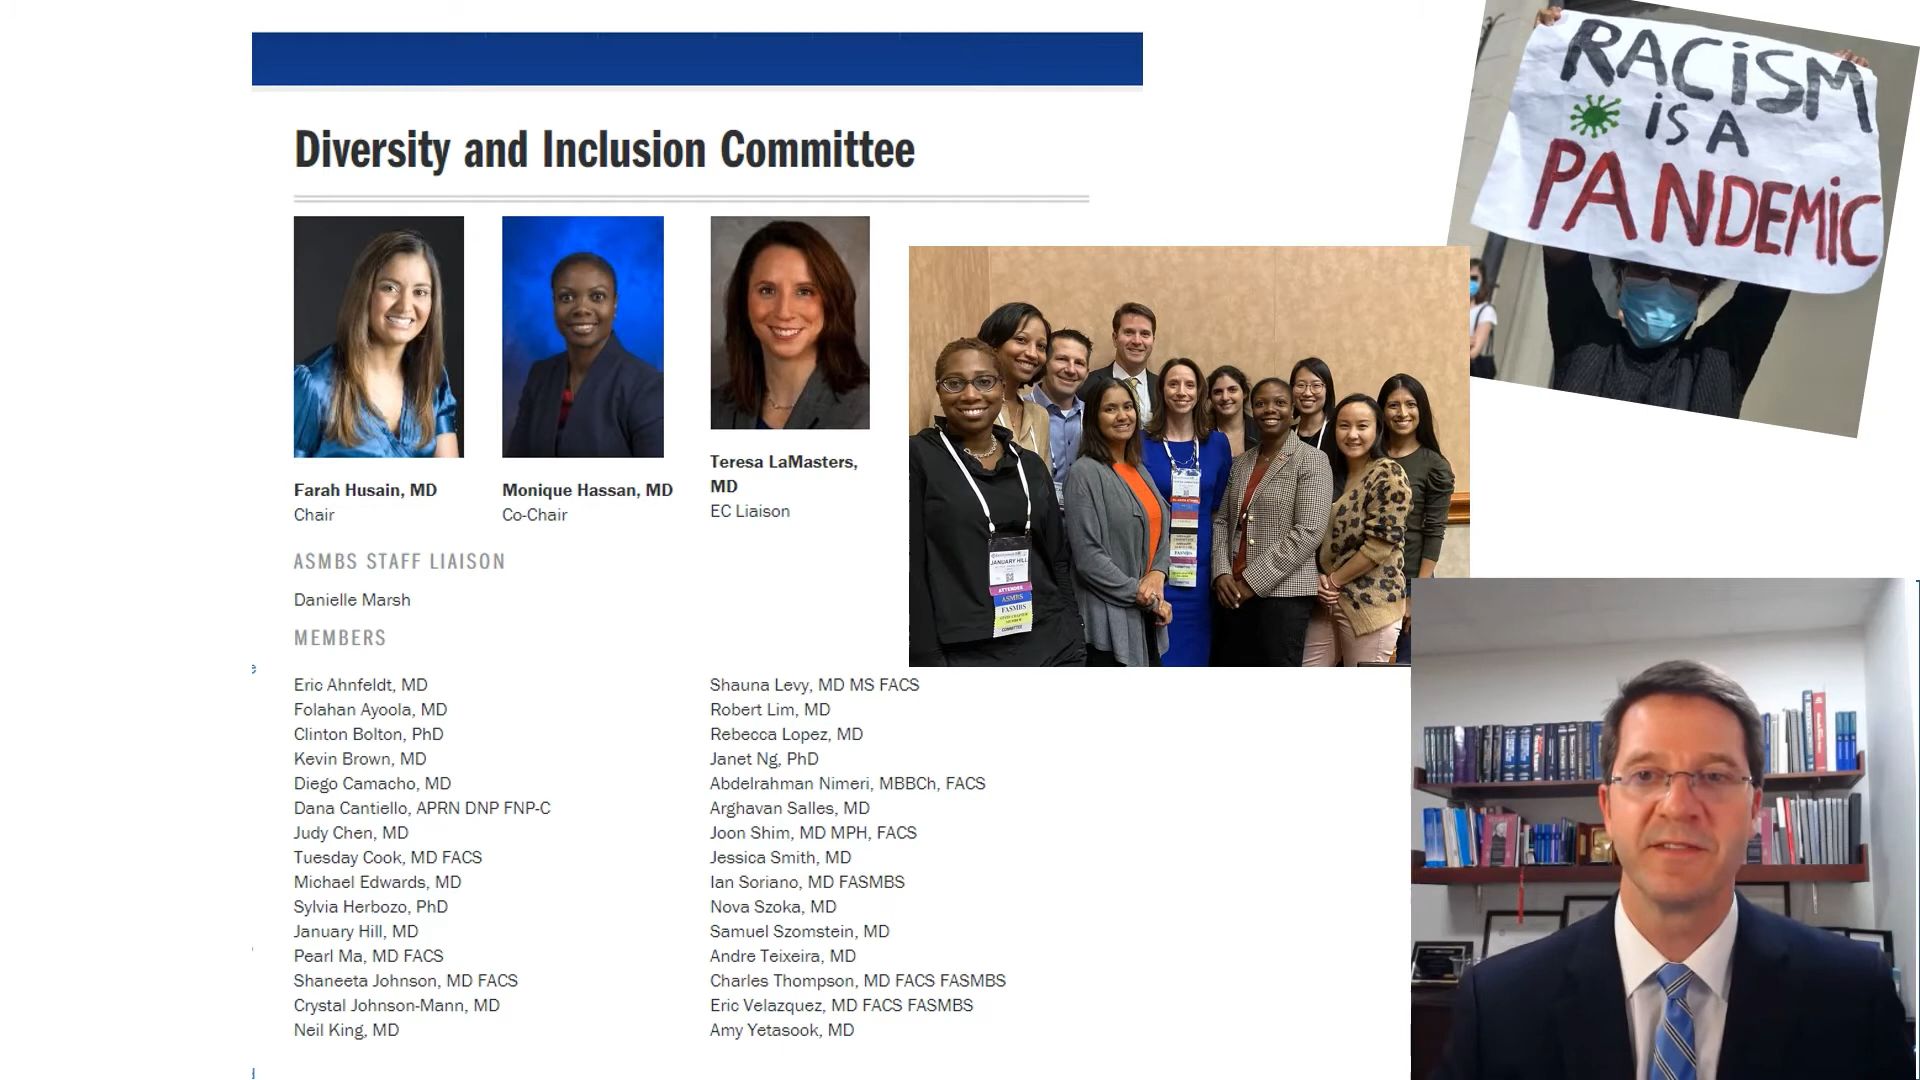 Diversity and Inclusion Committee
Farah Husain, MD
Chair
Monique Hassan, MD
Co-Chair
Teresa LaMasters,
MD
EC Liaison
ASMBS STAFF LIAISON
Danielle Marsh
MEMBERS
Eric Ahnfeldt, MD
Folahan Ayoola, MD
Clinton Bolton, PhD
Kevin Brown, MD
Diego Camacho, MD
Dana Cantiello, APRN DNP FNP-C
Judy Chen, MD
Tuesday Cook, MD FACS
Michael Edwards, MD
Sylvia Herbozo, PhD
January Hill, MD
Pearl Ma, MD FACS
Shaneeta Johnson, MD FACS
Crystal Johnson-Mann, MD
Neil King, MD
Shauna Levy, MD MS FACS
Robert Lim, MD
Rebecca Lopez, MD
Janet Ng, PhD
Abdelrahman Nimeri, MBBCh, FACS
Arghavan Salles, MD
Joon Shim, MD MPH, FACS
Jessica Smith, MD
Ian Soriano, MD FASMBS
Nova Szoka, MD
Samuel Szomstein, MD
Andre Teixeira, MD
Charles Thompson, MD FACS FASMBS
Eric Velazquez, MD FACS FASMBS
Amy Yetasook, MD
RACISM
IS A
PANDEMIC
JANUARY HILL
ATTENDEE
ASMBS
FASMBS
COMMITTEE